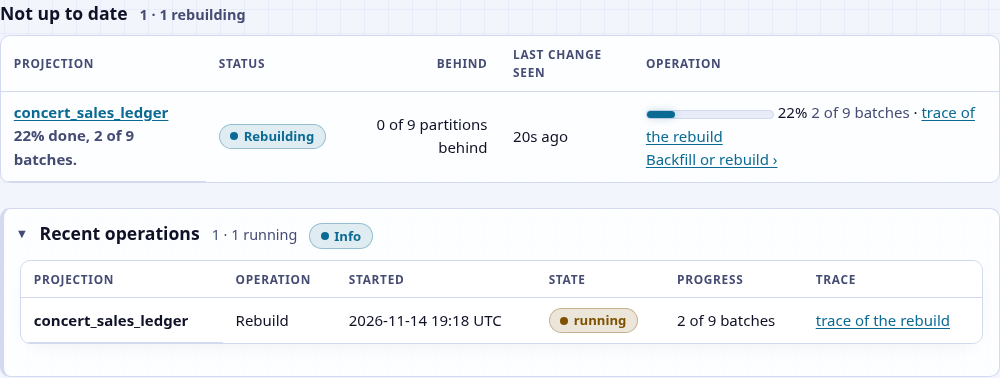 Not up to date 1 · 1 rebuilding
PROJECTION STATUS BEHIND LAST CHANGE SEEN OPERATION
concert_sales_ledger
22% done, 2 of 9
batches.
Rebuilding
0 of 9 partitions
behind
20s ago
22% 2 of 9 batches · trace of
the rebuild
Backfill or rebuild ›
▼ Recent operations 1 · 1 running Info
PROJECTION OPERATION STARTED STATE PROGRESS TRACE
concert_sales_ledger Rebuild 2026-11-14 19:18 UTC running 2 of 9 batches trace of the rebuild